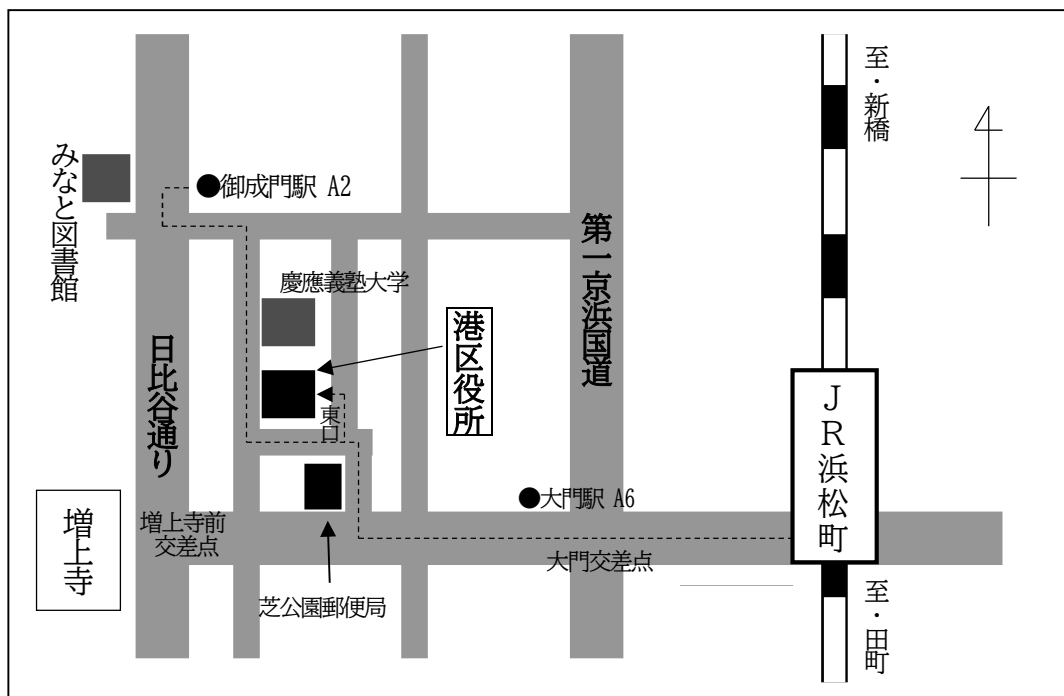 至・新橋
みなと図書館
御成門駅 A2
第一京浜国道
慶應義塾大学
港区役所
日比谷通り
東口
JR浜松町
大門駅 A6
増上寺
増上寺前
交差点
大門交差点
芝公園郵便局
至・田町